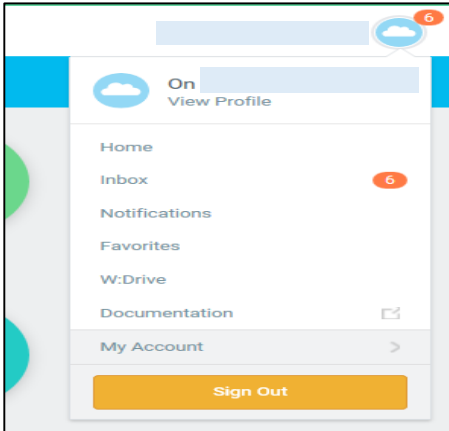 6
On
View Profile
Home
Inbox 6
Notifications
Favorites
W:Drive
Documentation
My Account >
Sign Out